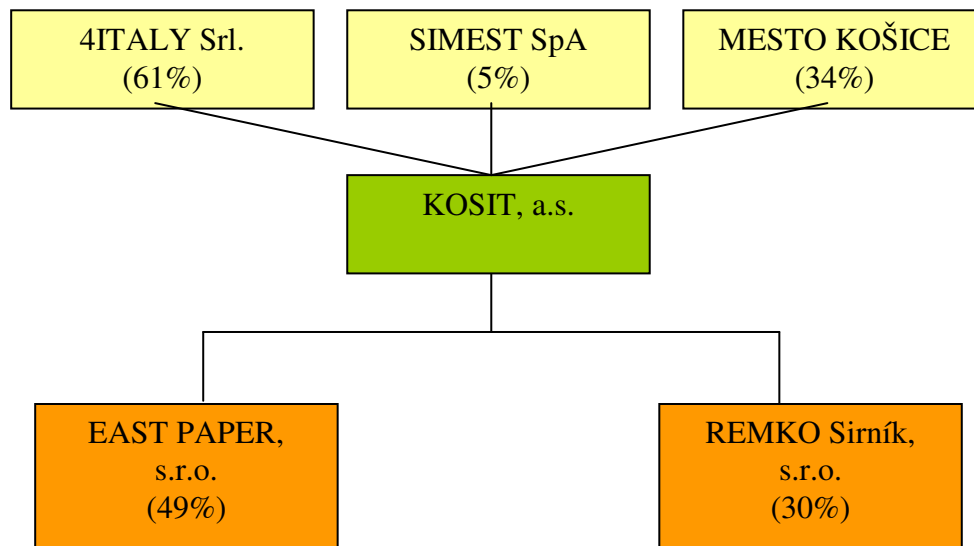 4ITALY Srl.
(61%)
SIMEST SpA
(5%)
MESTO KOŠICE
(34%)
KOSIT, a.s.
EAST PAPER,
s.r.o.
(49%)
REMKO Sirník,
s.r.o.
(30%)